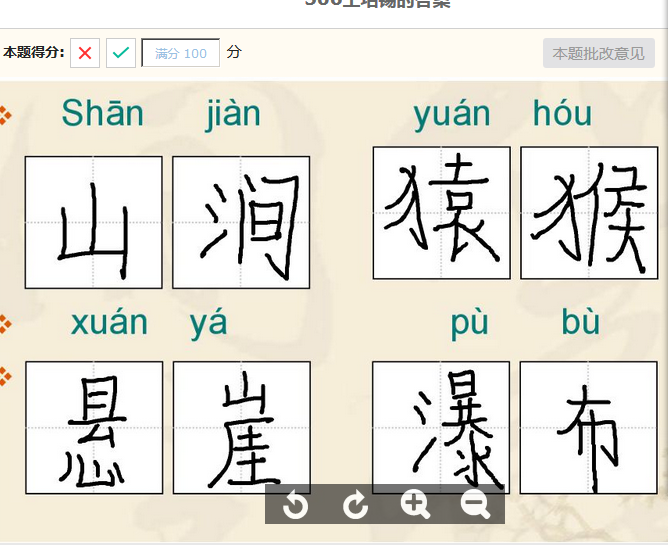 本题得分: 满分 100 分 本题批改意见
Shān jiàn yuán hóu
山涧 猿猴
xuán yá pù bù
悬崖 瀑布